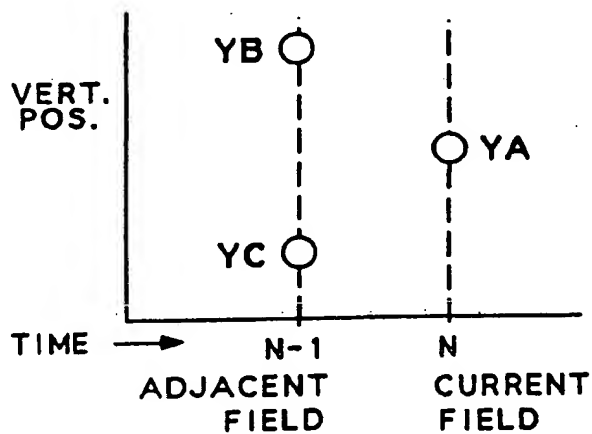 YB
VERT.
POS.
YA
YC
TIME
N-1
N
ADJACENT
FIELD
CURRENT
FIELD